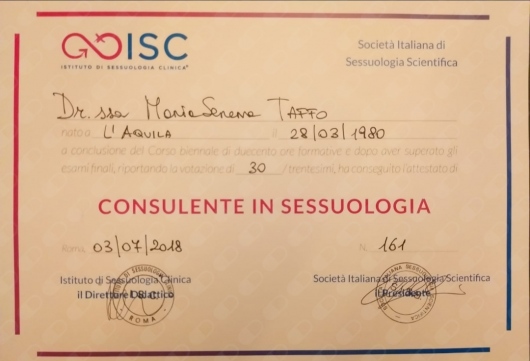 ISC
ISTITUTO DI SESSUOLOGIA CLINICA®
Società Italiana di
Sessuologia Scientifica
Dr. ssa Maria Serena TAFFO
nato a L'AQUILA il 28/03/1980
a conclusione del Corso biennale di duecento ore formative e dopo aver superato gli
esami finali, riportando la votazione di 30 /trentesimi, ha conseguito l'attestato di
CONSULENTE IN SESSUOLOGIA
Roma, 03/07/2018 N. 161
Istituto di Sessuologia Clinica Società Italiana di Sessuologia Scientifica
il Direttore Didattico il Presidente
ROMA